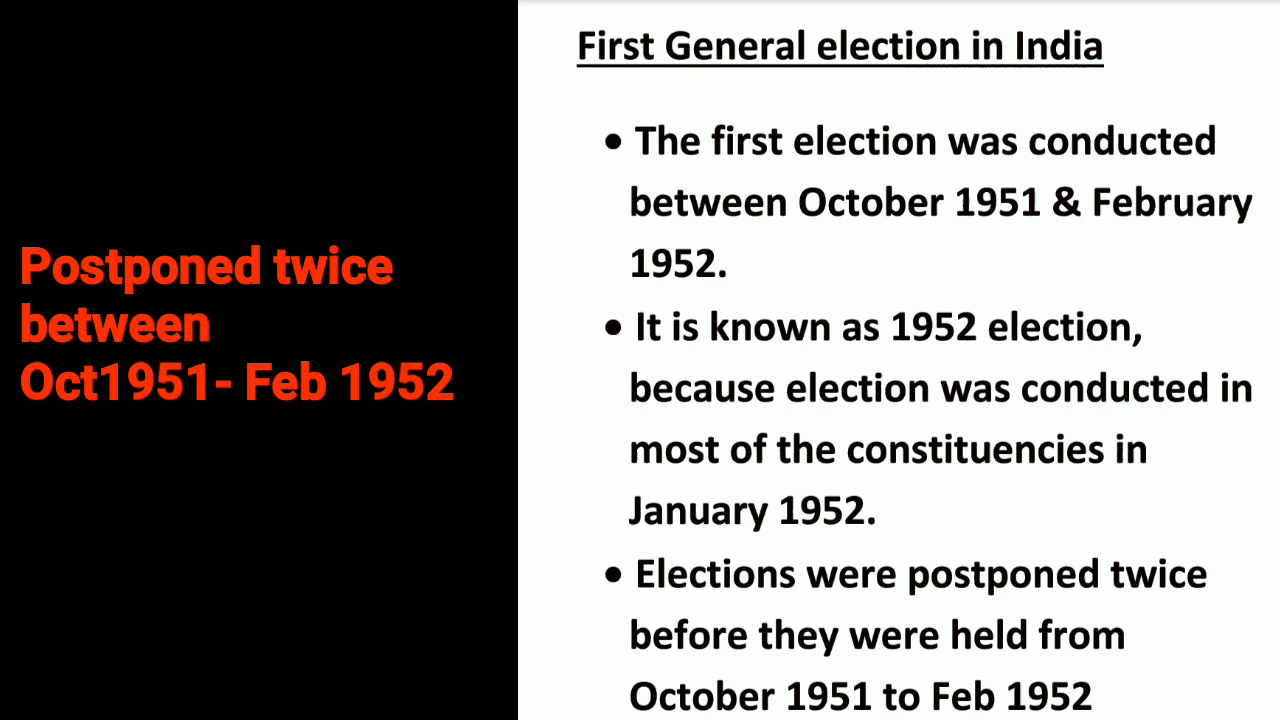 Postponed twice
between
Oct1951- Feb 1952
First General election in India
• The first election was conducted
between October 1951 & February
1952.
• It is known as 1952 election,
because election was conducted in
most of the constituencies in
January 1952.
• Elections were postponed twice
before they were held from
October 1951 to Feb 1952